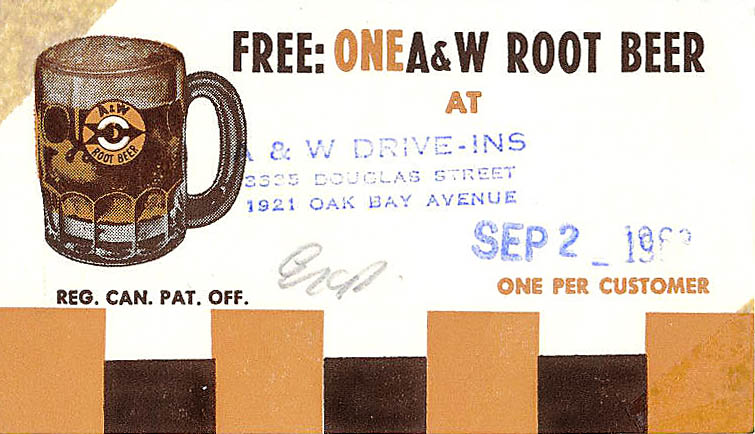 FREE: ONE A&W ROOT BEER
AT
A & W DRIVE-INS
DOUGLAS STREET
1921 OAK BAY AVENUE
SEP 2 _
Exp.
ONE PER CUSTOMER
REG. CAN. PAT. OFF.
A&W
ROOT BEER